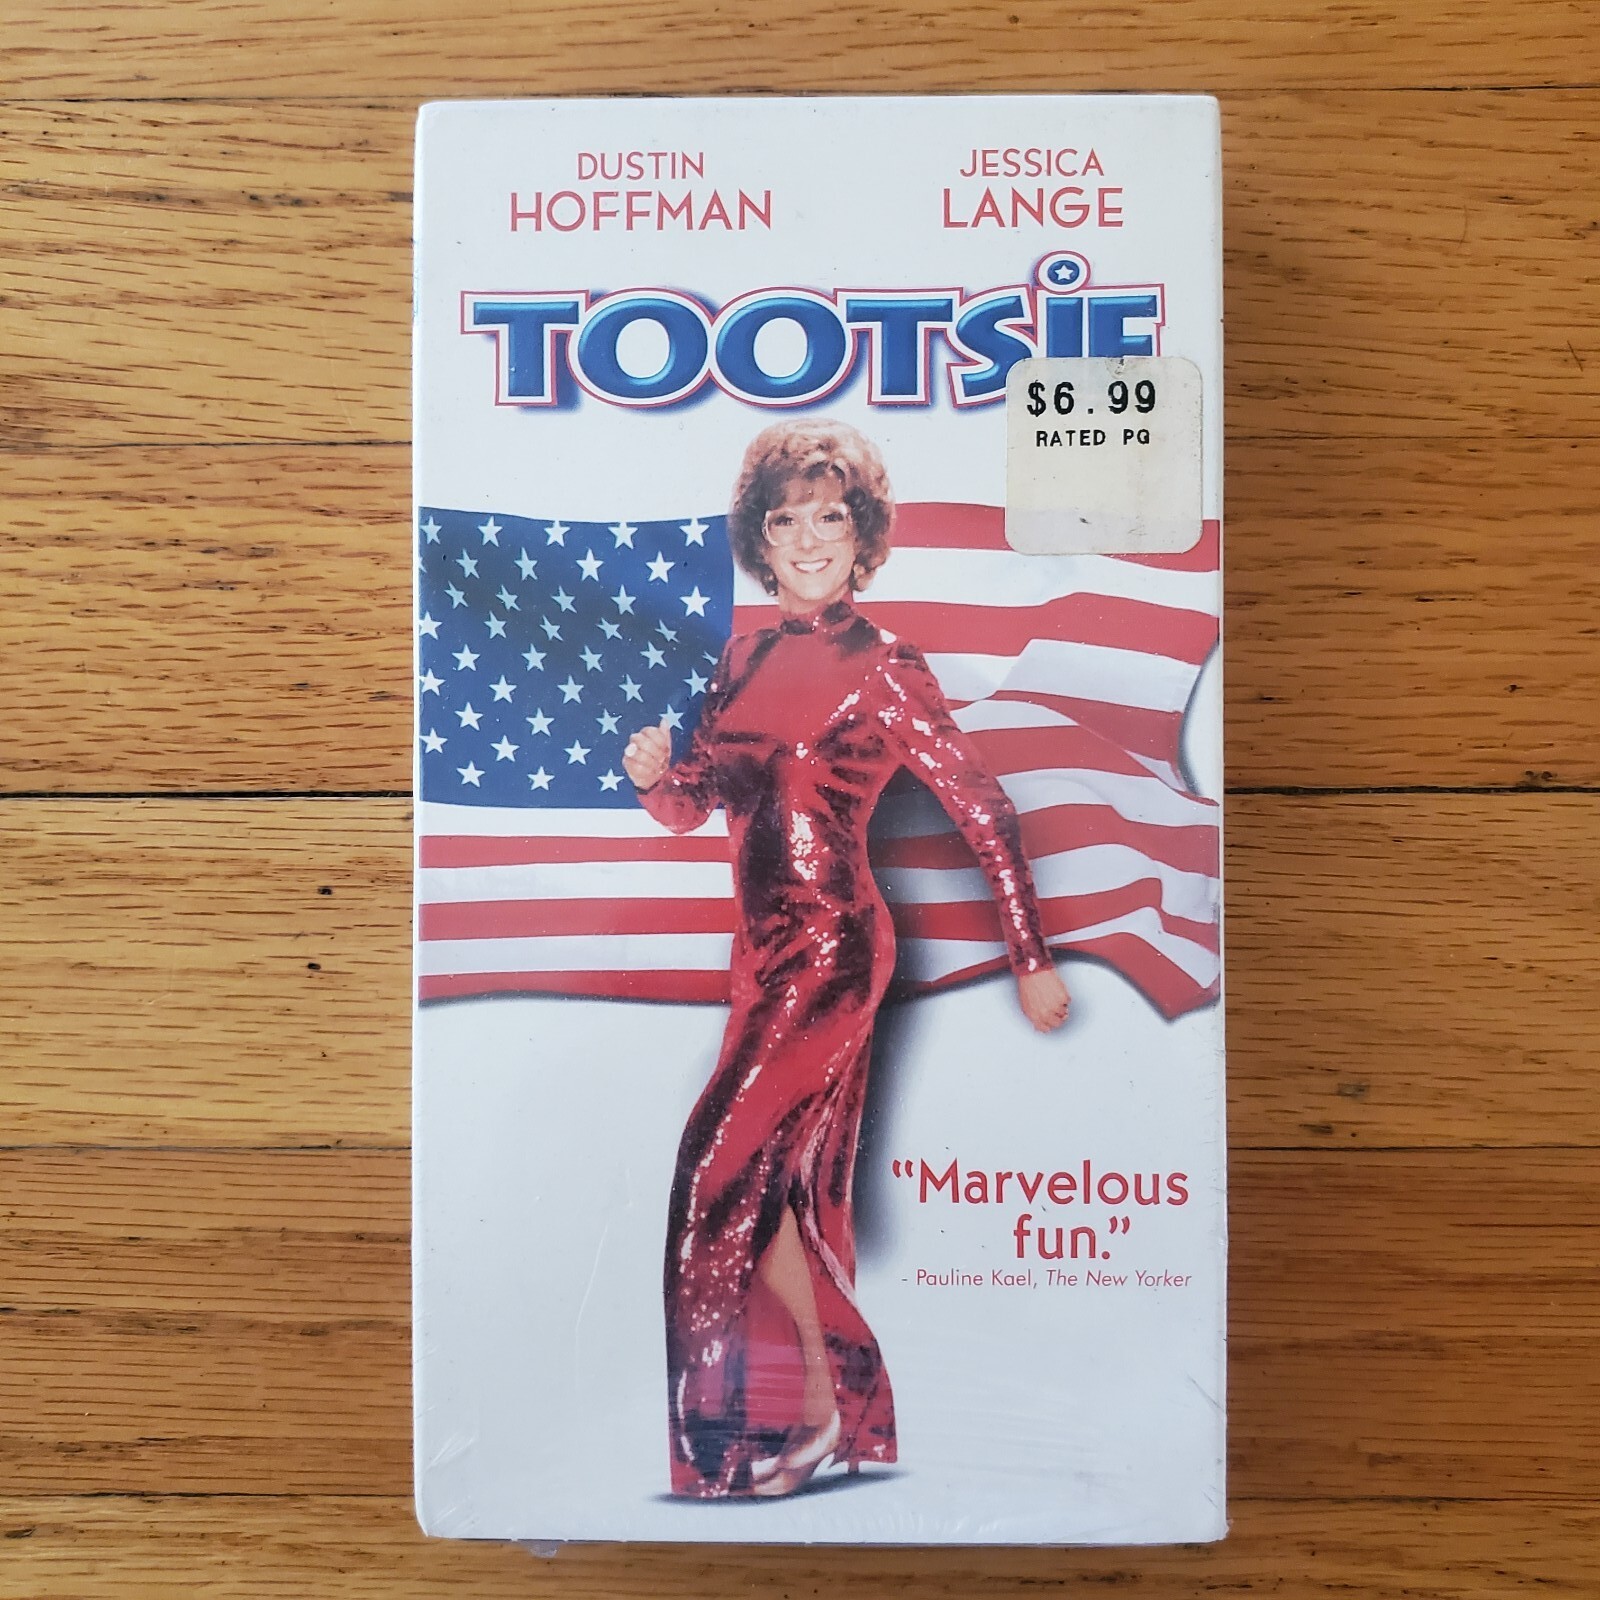 DUSTIN JESSICA
HOFFMAN LANGE
TOOTSiE
$6.99
RATED PG
“Marvelous
fun.”
- Pauline Kael, The New Yorker